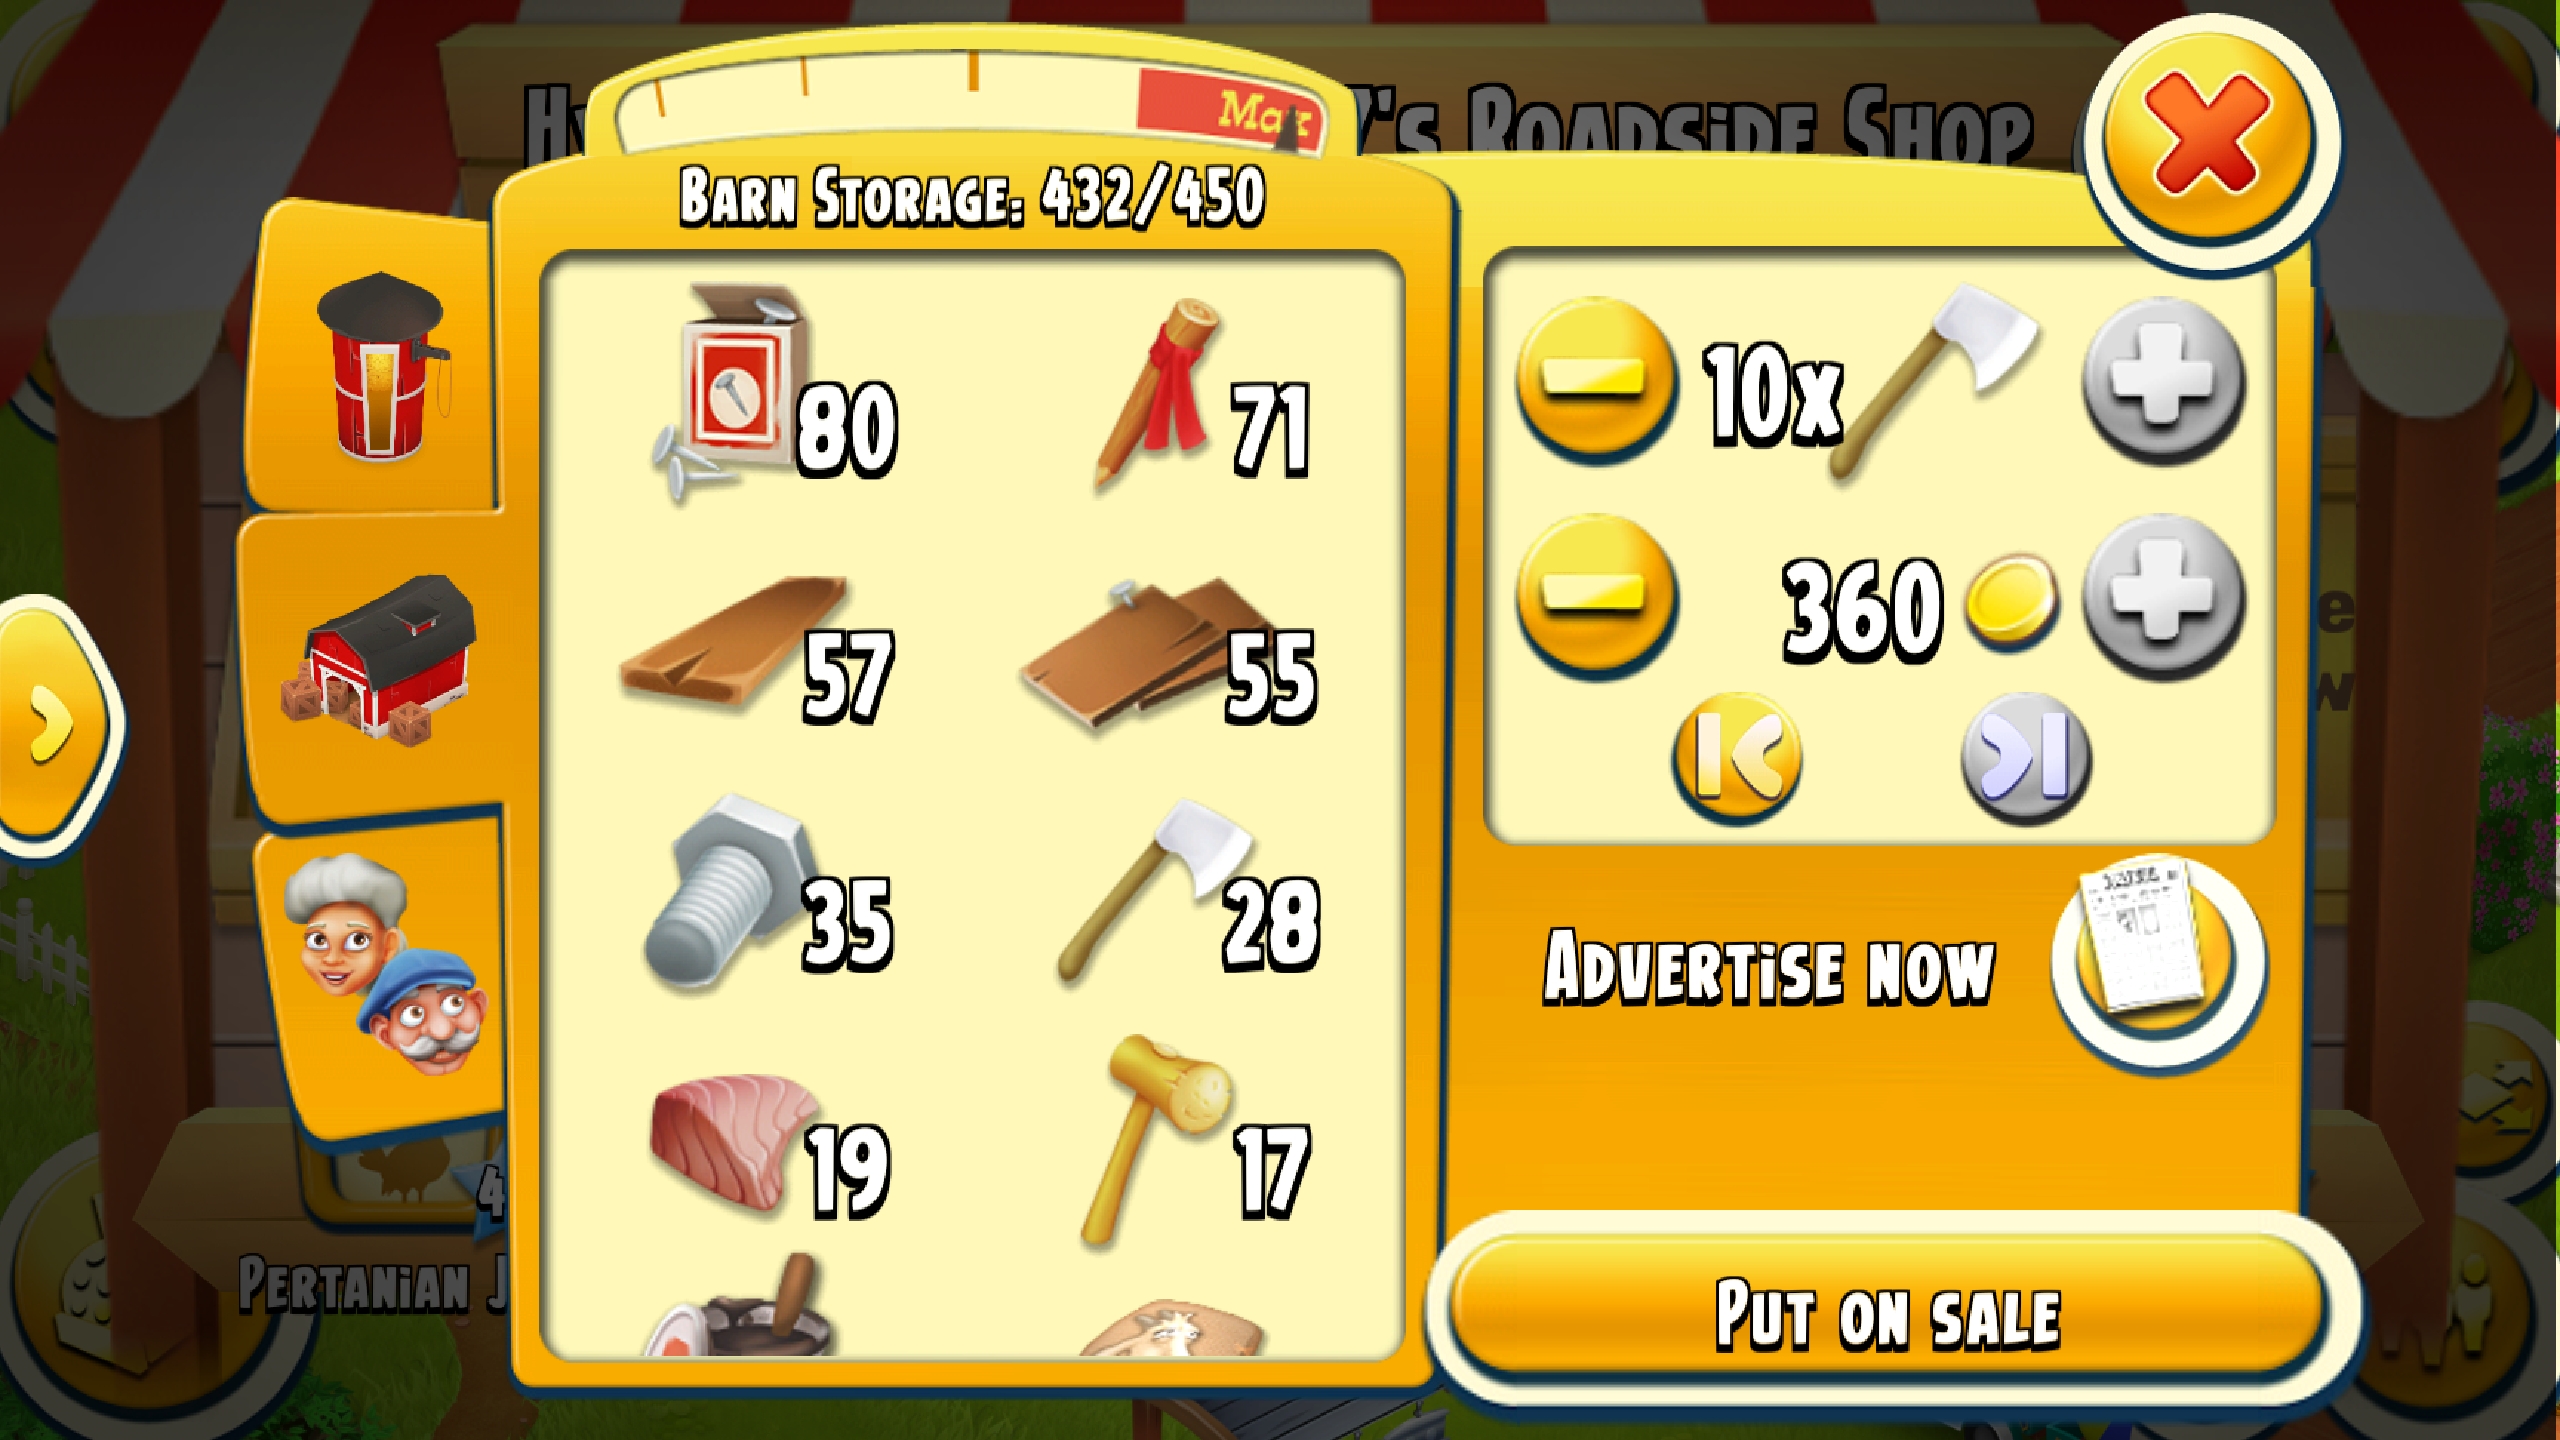 's Roadside Shop
Max
Barn Storage: 432/450
80
71
57
55
35
28
19
17
10x
360
Advertise now
Put on sale
Pertanian